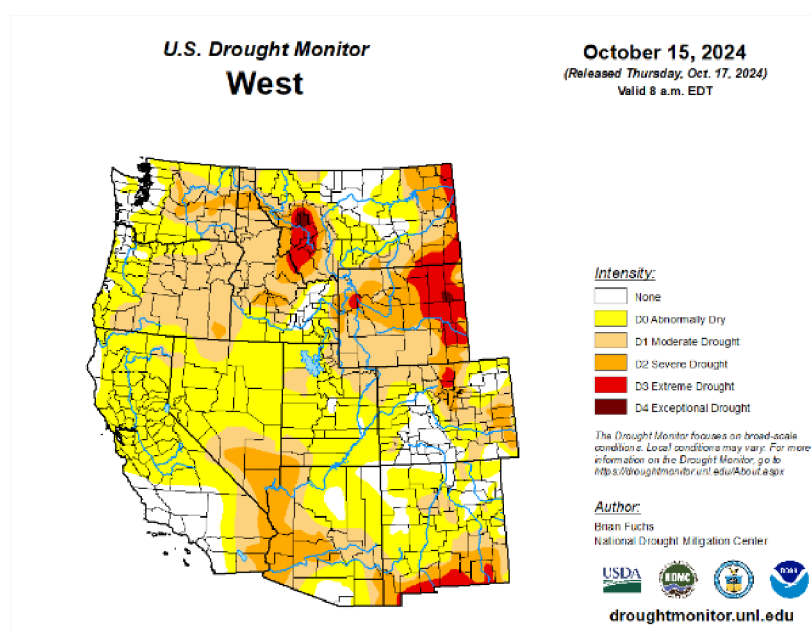 U.S. Drought Monitor
West
October 15, 2024
(Released Thursday, Oct. 17, 2024)
Valid 8 a.m. EDT
Intensity:
None
D0 Abnormally Dry
D1 Moderate Drought
D2 Severe Drought
D3 Extreme Drought
D4 Exceptional Drought
The Drought Monitor focuses on broad-scale
conditions. Local conditions may vary. For more
information on the Drought Monitor, go to
https://droughtmonitor.unl.edu/About.aspx
Author:
Brian Fuchs
National Drought Mitigation Center
USDA
NDMC
NOAA
droughtmonitor.unl.edu